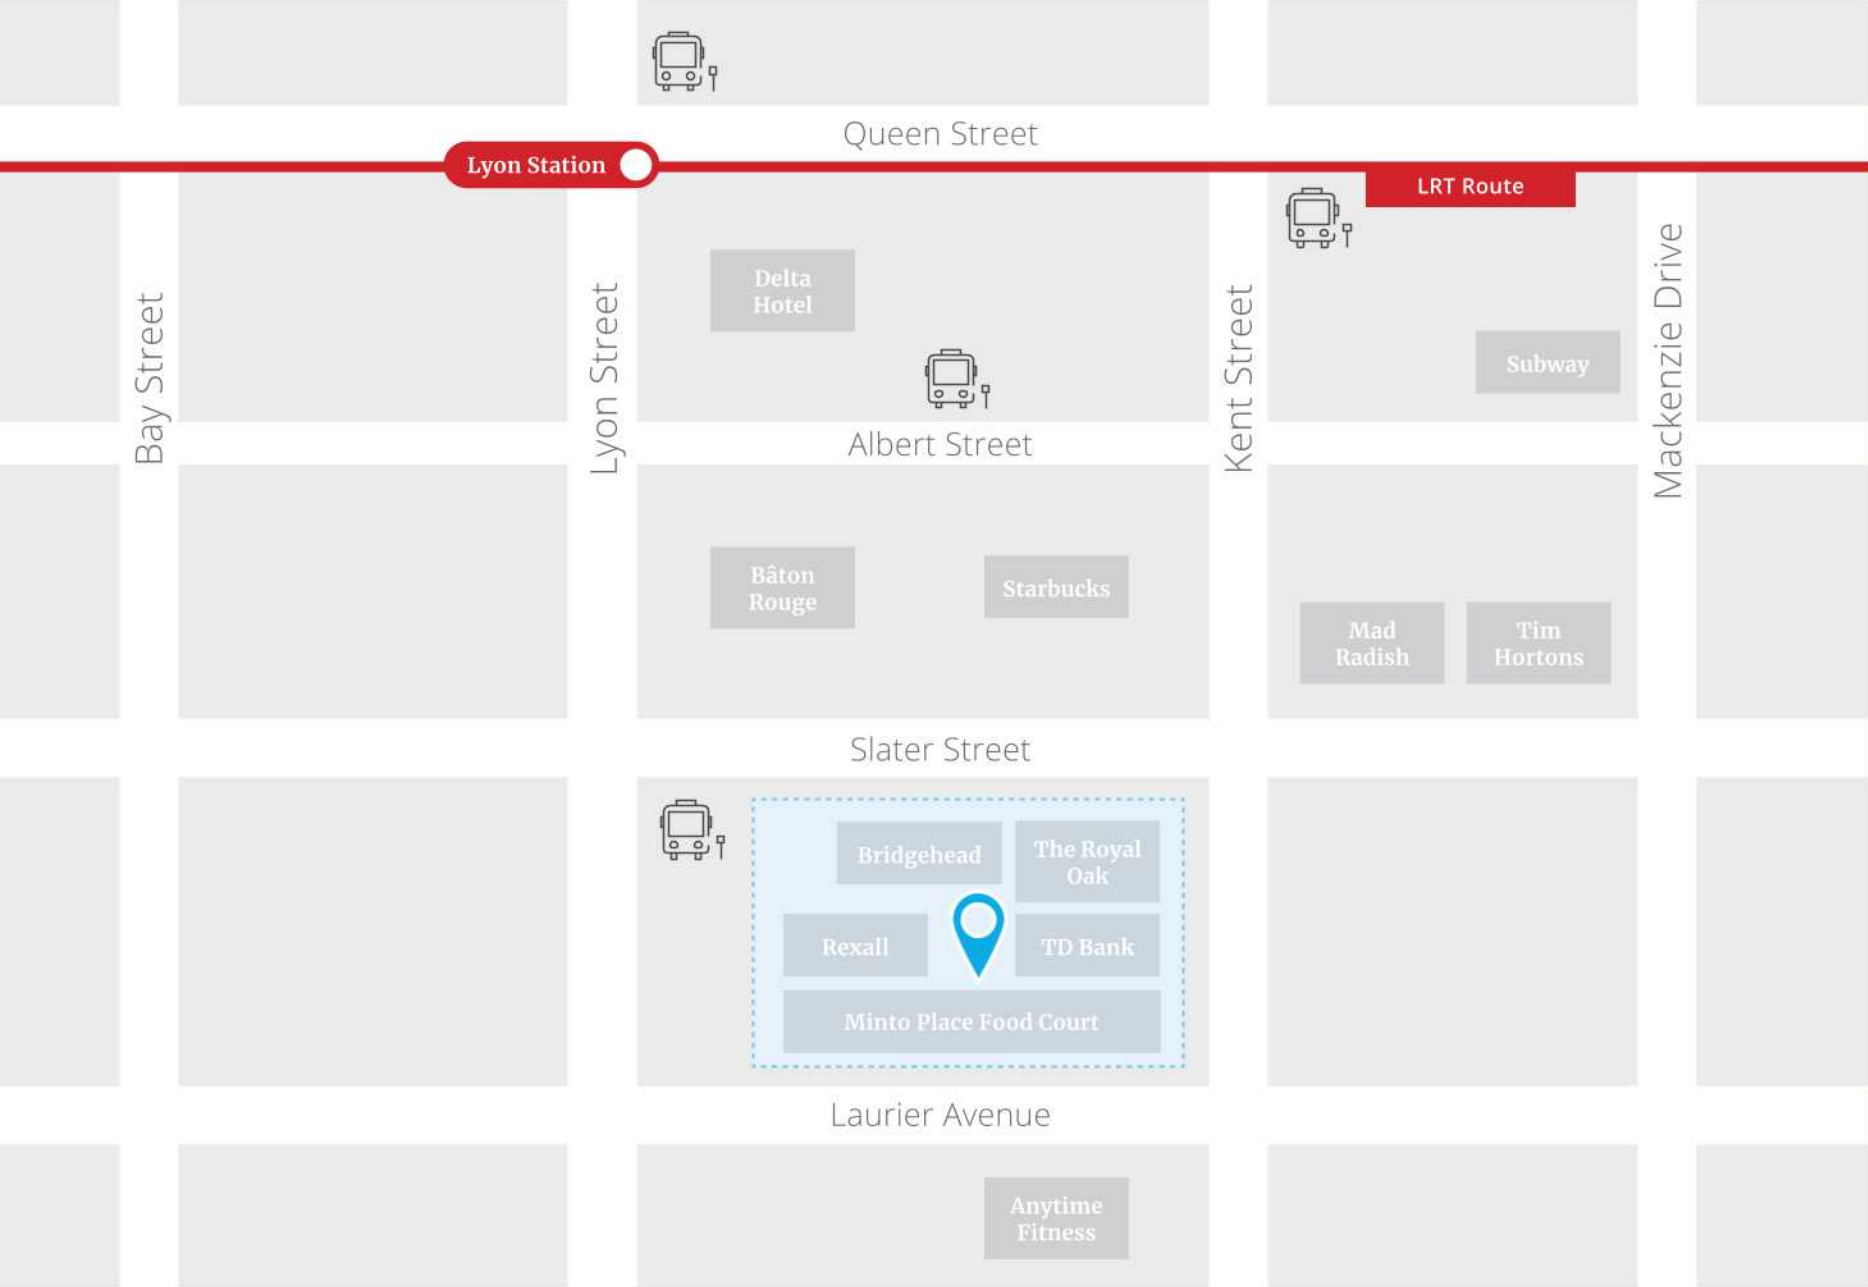 Queen Street
Lyon Station
LRT Route
Delta
Hotel
Bay Street
Lyon Street
Kent Street
Mackenzie Drive
Subway
Albert Street
Bâton
Rouge
Starbucks
Mad
Radish
Tim
Hortons
Slater Street
Bridgehead
The Royal
Oak
Rexall
TD Bank
Minto Place Food Court
Laurier Avenue
Anytime
Fitness